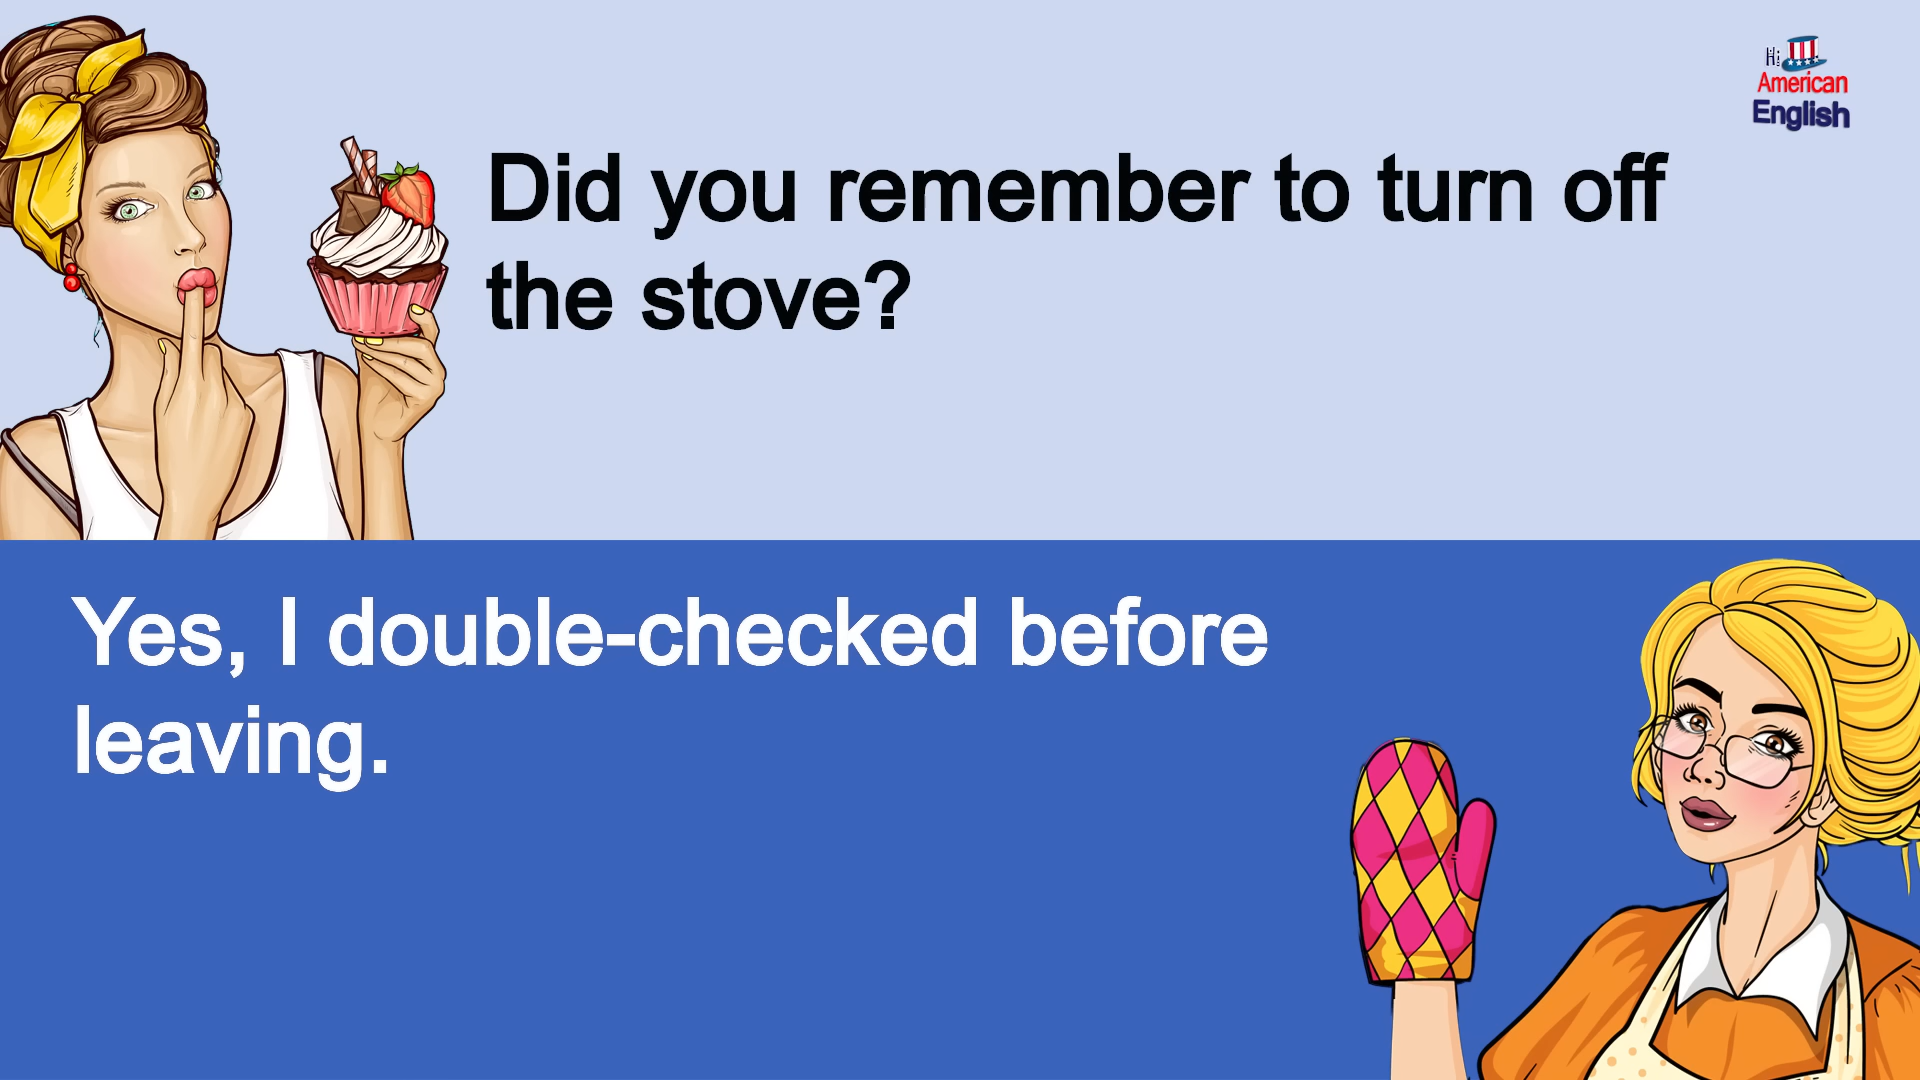 Hi
American
English
Did you remember to turn off
the stove?
Yes, I double-checked before
leaving.